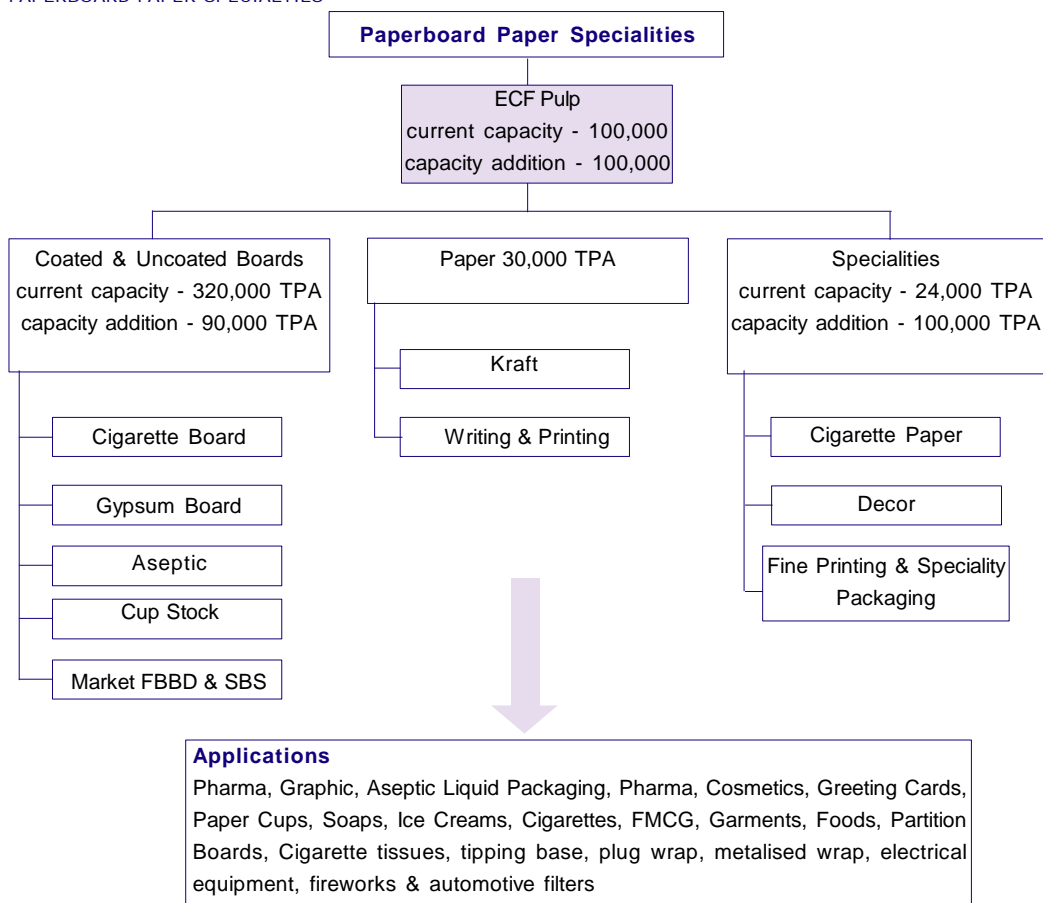 PAPERBOARD PAPER SPECIALTIES
Paperboard Paper Specialities
ECF Pulp
current capacity - 100,000
capacity addition - 100,000
Coated & Uncoated Boards
current capacity - 320,000 TPA
capacity addition - 90,000 TPA
Cigarette Board
Gypsum Board
Aseptic
Cup Stock
Market FBBD & SBS
Paper 30,000 TPA
Kraft
Writing & Printing
Specialities
current capacity - 24,000 TPA
capacity addition - 100,000 TPA
Cigarette Paper
Decor
Fine Printing & Speciality
Packaging
Applications
Pharma, Graphic, Aseptic Liquid Packaging, Pharma, Cosmetics, Greeting Cards,
Paper Cups, Soaps, Ice Creams, Cigarettes, FMCG, Garments, Foods, Partition
Boards, Cigarette tissues, tipping base, plug wrap, metalised wrap, electrical
equipment, fireworks & automotive filters